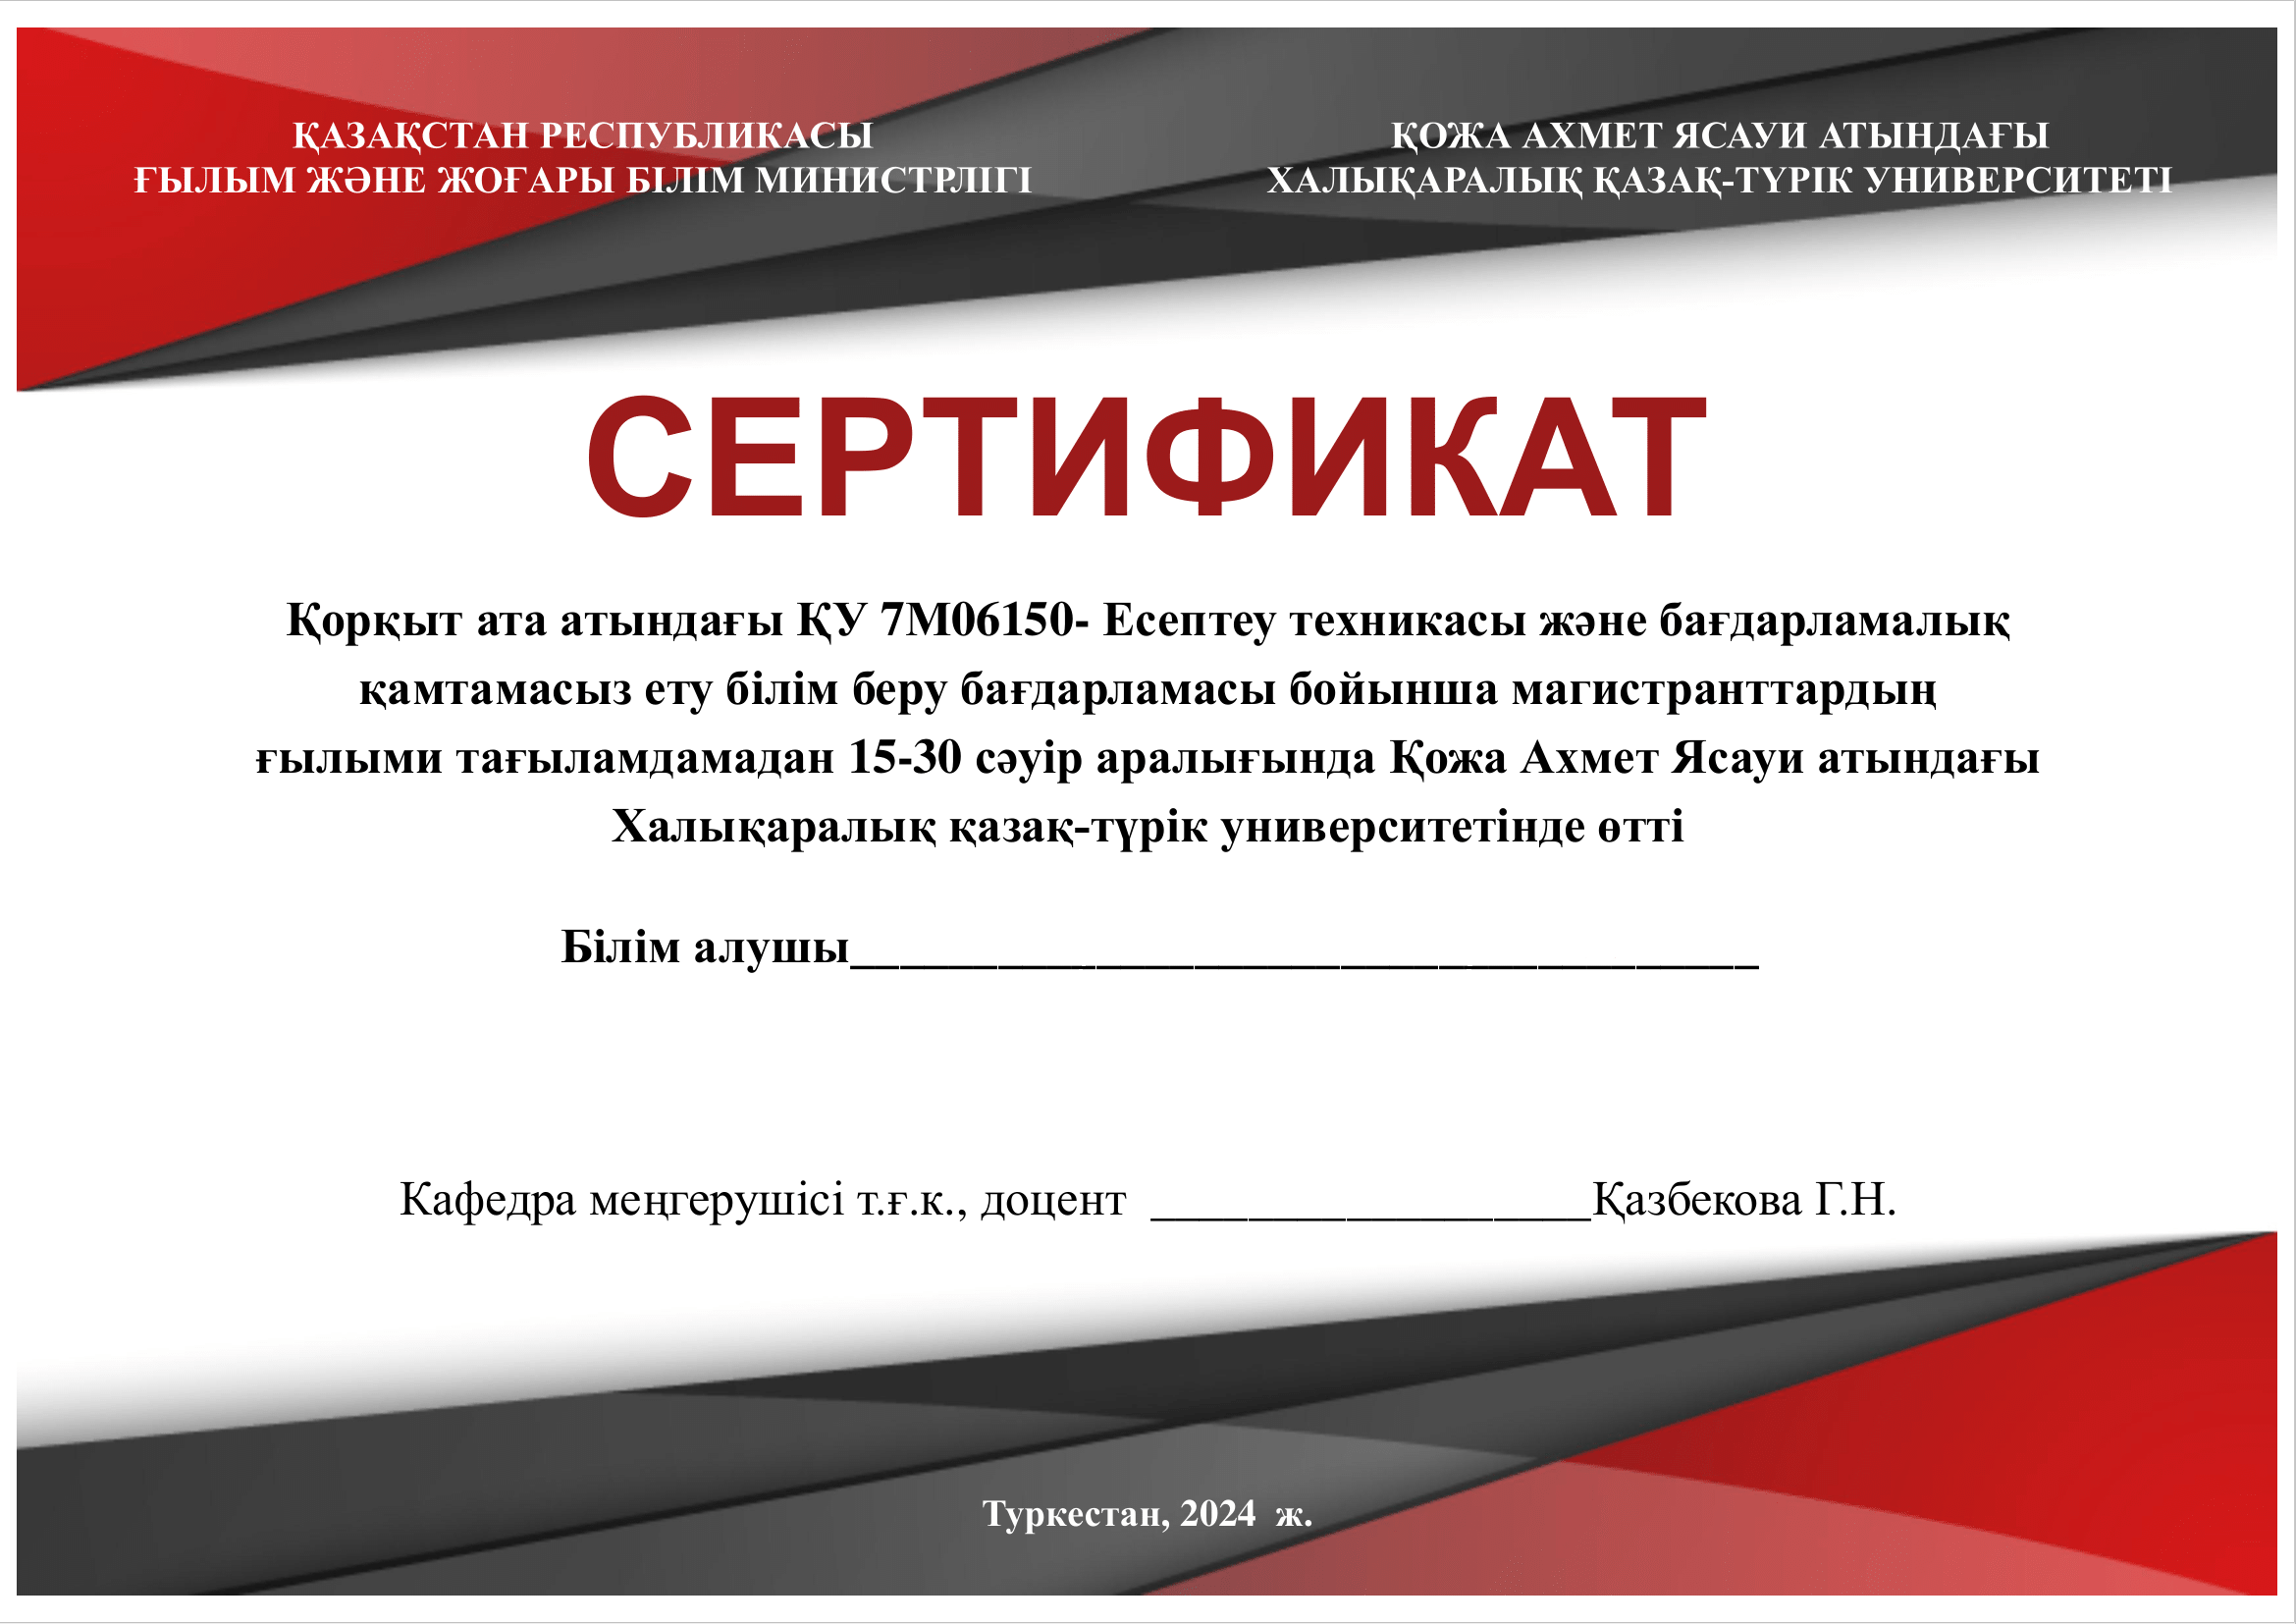 ҚАЗАҚСТАН РЕСПУБЛИКАСЫ
ҒЫЛЫМ ЖӘНЕ ЖОҒАРЫ БІЛІМ МИНИСТРЛІГІ
ҚОЖА АХМЕТ ЯСАУИ АТЫНДАҒЫ
ХАЛЫҚАРАЛЫҚ ҚАЗАҚ-ТҮРІК УНИВЕРСИТЕТІ
СЕРТИФИКАТ
Қорқыт ата атындағы ҚУ 7М06150- Есептеу техникасы және бағдарламалық
қамтамасыз ету білім беру бағдарламасы бойынша магистранттардың
ғылыми тағыламдамадан 15-30 сәуір аралығында Қожа Ахмет Ясауи атындағы
Халықаралық қазақ-түрік университетінде өтті
Білім алушы_____________________________________
Кафедра меңгерушісі т.ғ.к., доцент __________________Қазбекова Г.Н.
Туркестан, 2024 ж.